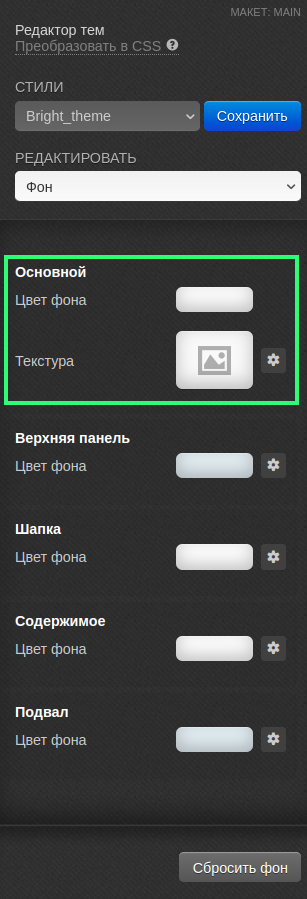 МАКЕТ: MAIN
Редактор тем
Преобразовать в CSS ?
СТИЛИ
Bright_theme
Сохранить
РЕДАКТИРОВАТЬ
Фон
Основной
Цвет фона
Текстура
Верхняя панель
Цвет фона
Шапка
Цвет фона
Содержимое
Цвет фона
Подвал
Цвет фона
Сбросить фон